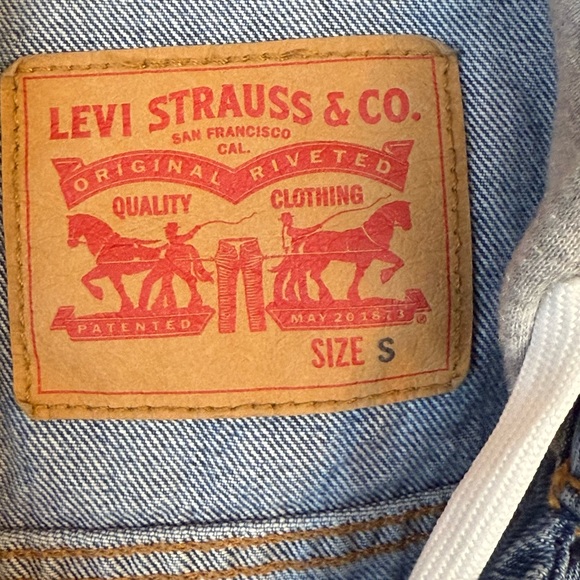 LEVI STRAUSS & CO.
SAN FRANCISCO
CAL.
ORIGINAL RIVETED
QUALITY CLOTHING
PATENTED MAY 20 1873 ®
SIZE S